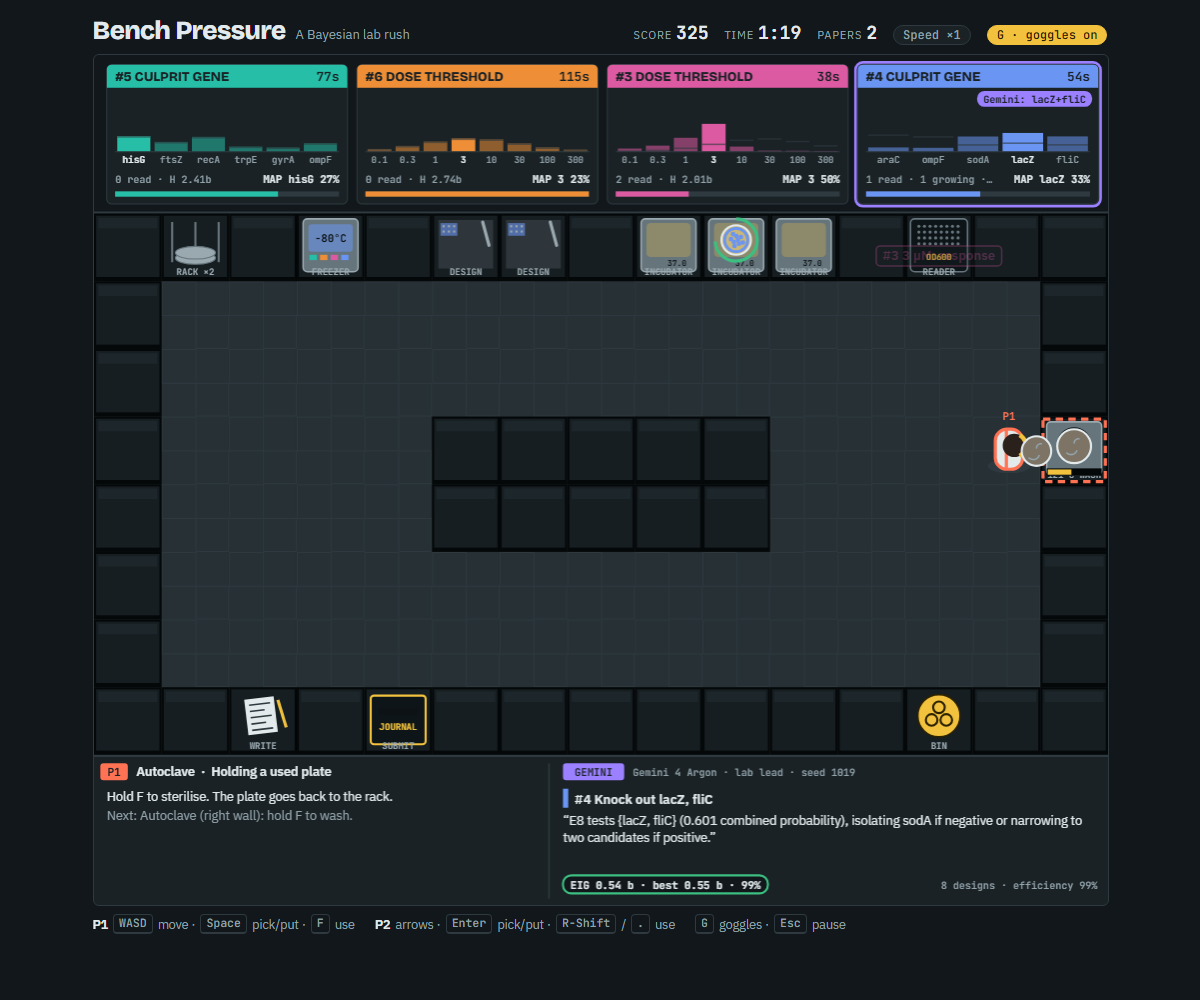 Bench Pressure A Bayesian lab rush SCORE 325 TIME 1:19 PAPERS 2 Speed ×1 G · goggles on
#5 CULPRIT GENE 77s
hisG ftsZ recA trpE gyrA ompF
0 read · H 2.41b MAP hisG 27%
#6 DOSE THRESHOLD 115s
0.1 0.3 1 3 10 30 100 300
0 read · H 2.74b MAP 3 23%
#3 DOSE THRESHOLD 38s
0.1 0.3 1 3 10 30 100 300
2 read · H 2.01b MAP 3 50%
#4 CULPRIT GENE 54s
Gemini: lacZ+fliC
araC ompF sodA lacZ fliC
1 read · 1 growing ·… MAP lacZ 33%
RACK ×2
-80°C
FREEZER
DESIGN
DESIGN
37.0
INCUBATOR
37.0
INCUBATOR
37.0
INCUBATOR
OD600
READER
P1
WRITE
JOURNAL
SUBMIT
BIN
P1 Autoclave · Holding a used plate
Hold F to sterilise. The plate goes back to the rack.
Next: Autoclave (right wall): hold F to wash.
GEMINI Gemini 4 Argon · lab lead · seed 1019
#4 Knock out lacZ, fliC
“E8 tests {lacZ, fliC} (0.601 combined probability), isolating sodA if negative or narrowing to
two candidates if positive.”
EIG 0.54 b · best 0.55 b · 99% 8 designs · efficiency 99%
P1 WASD move · Space pick/put · F use P2 arrows · Enter pick/put · R-Shift / . use G goggles · Esc pause